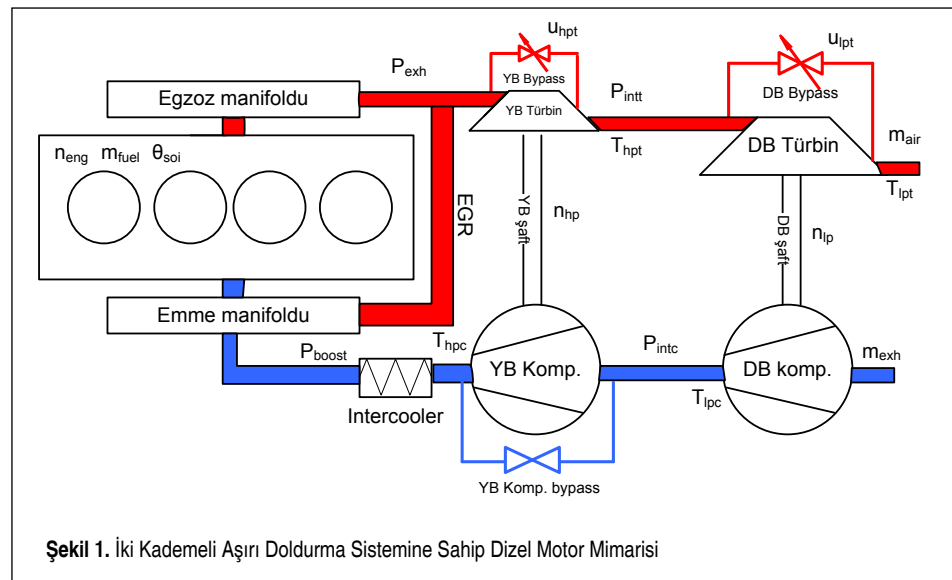 u_hpt
u_lpt
P_exh
YB Bypass
P_intt
DB Bypass
Egzoz manifoldu
YB Türbin
m_air
DB Türbin
n_eng m_fuel θ_soi
T_hpt
T_lpt
EGR
YB şaft
n_hp
DB şaft
n_lp
Emme manifoldu
T_hpc
P_boost
P_intc
m_exh
YB Komp.
DB komp.
T_lpc
Intercooler
YB Komp. bypass
Şekil 1. İki Kademeli Aşırı Doldurma Sistemine Sahip Dizel Motor Mimarisi